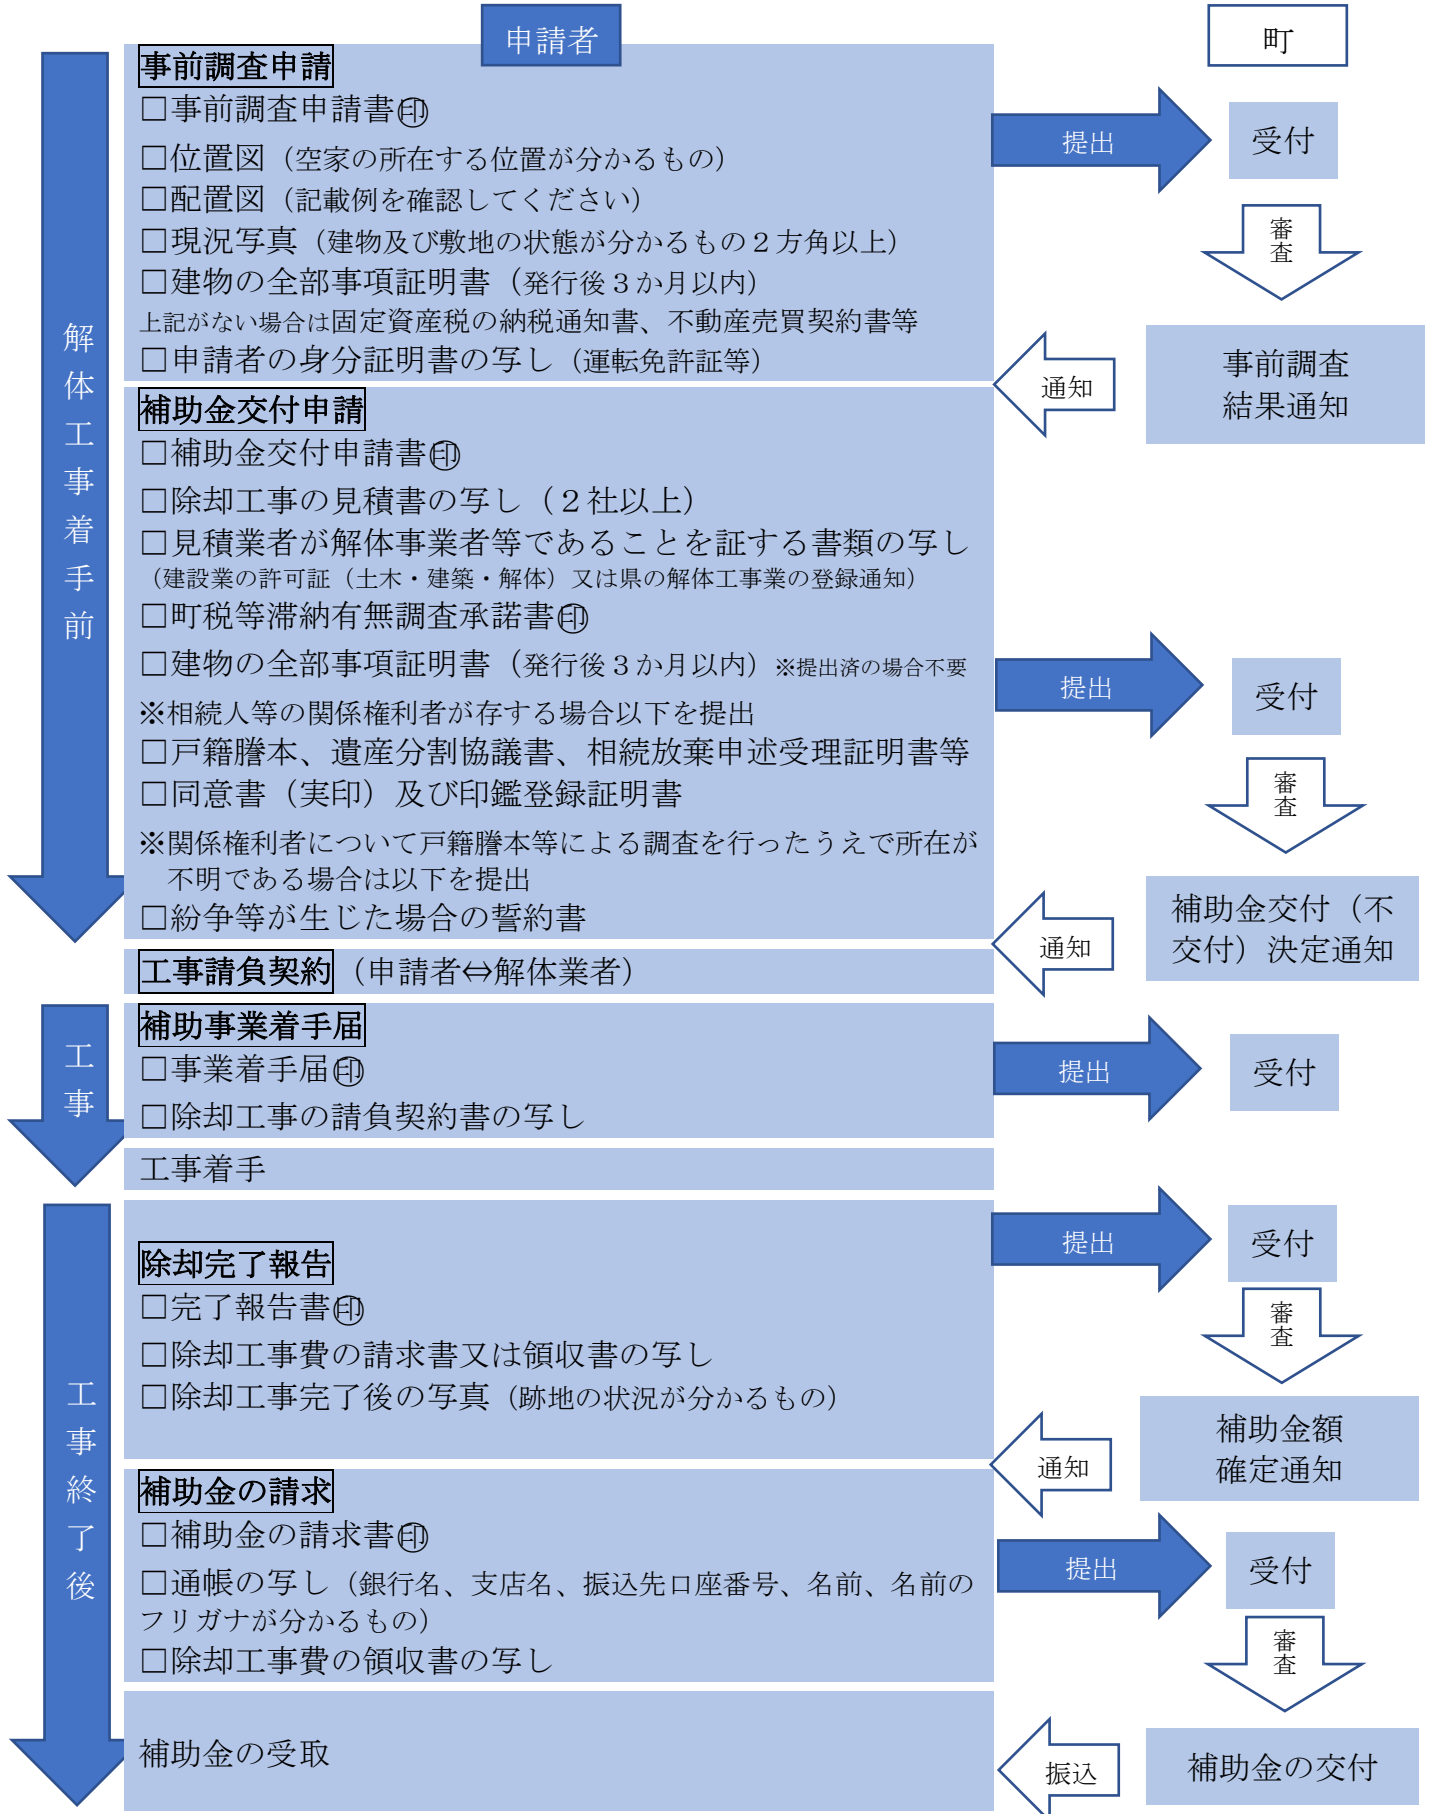 申請者
町
解体工事着手前
事前調査申請
□事前調査申請書㊞
□位置図（空家の所在する位置が分かるもの）
□配置図（記載例を確認してください）
□現況写真（建物及び敷地の状態が分かるもの２方角以上）
□建物の全部事項証明書（発行後３か月以内）
上記がない場合は固定資産税の納税通知書、不動産売買契約書等
□申請者の身分証明書の写し（運転免許証等）
提出
受付
審査
事前調査
結果通知
通知
補助金交付申請
□補助金交付申請書㊞
□除却工事の見積書の写し（２社以上）
□見積業者が解体事業者等であることを証する書類の写し
（建設業の許可証（土木・建築・解体）又は県の解体工事業の登録通知）
□町税等滞納有無調査承諾書㊞
□建物の全部事項証明書（発行後３か月以内）※提出済の場合不要
※相続人等の関係権利者が存する場合以下を提出
□戸籍謄本、遺産分割協議書、相続放棄申述受理証明書等
□同意書（実印）及び印鑑登録証明書
※関係権利者について戸籍謄本等による調査を行ったうえで所在が
不明である場合は以下を提出
□紛争等が生じた場合の誓約書
提出
受付
審査
補助金交付（不
交付）決定通知
通知
工事請負契約（申請者⇔解体業者）
工事
補助事業着手届
□事業着手届㊞
□除却工事の請負契約書の写し
提出
受付
工事着手
工事終了後
除却完了報告
□完了報告書㊞
□除却工事費の請求書又は領収書の写し
□除却工事完了後の写真（跡地の状況が分かるもの）
提出
受付
審査
補助金額
確定通知
通知
補助金の請求
□補助金の請求書㊞
□通帳の写し（銀行名、支店名、振込先口座番号、名前、名前の
フリガナが分かるもの）
□除却工事費の領収書の写し
提出
受付
審査
補助金の受取
振込
補助金の交付